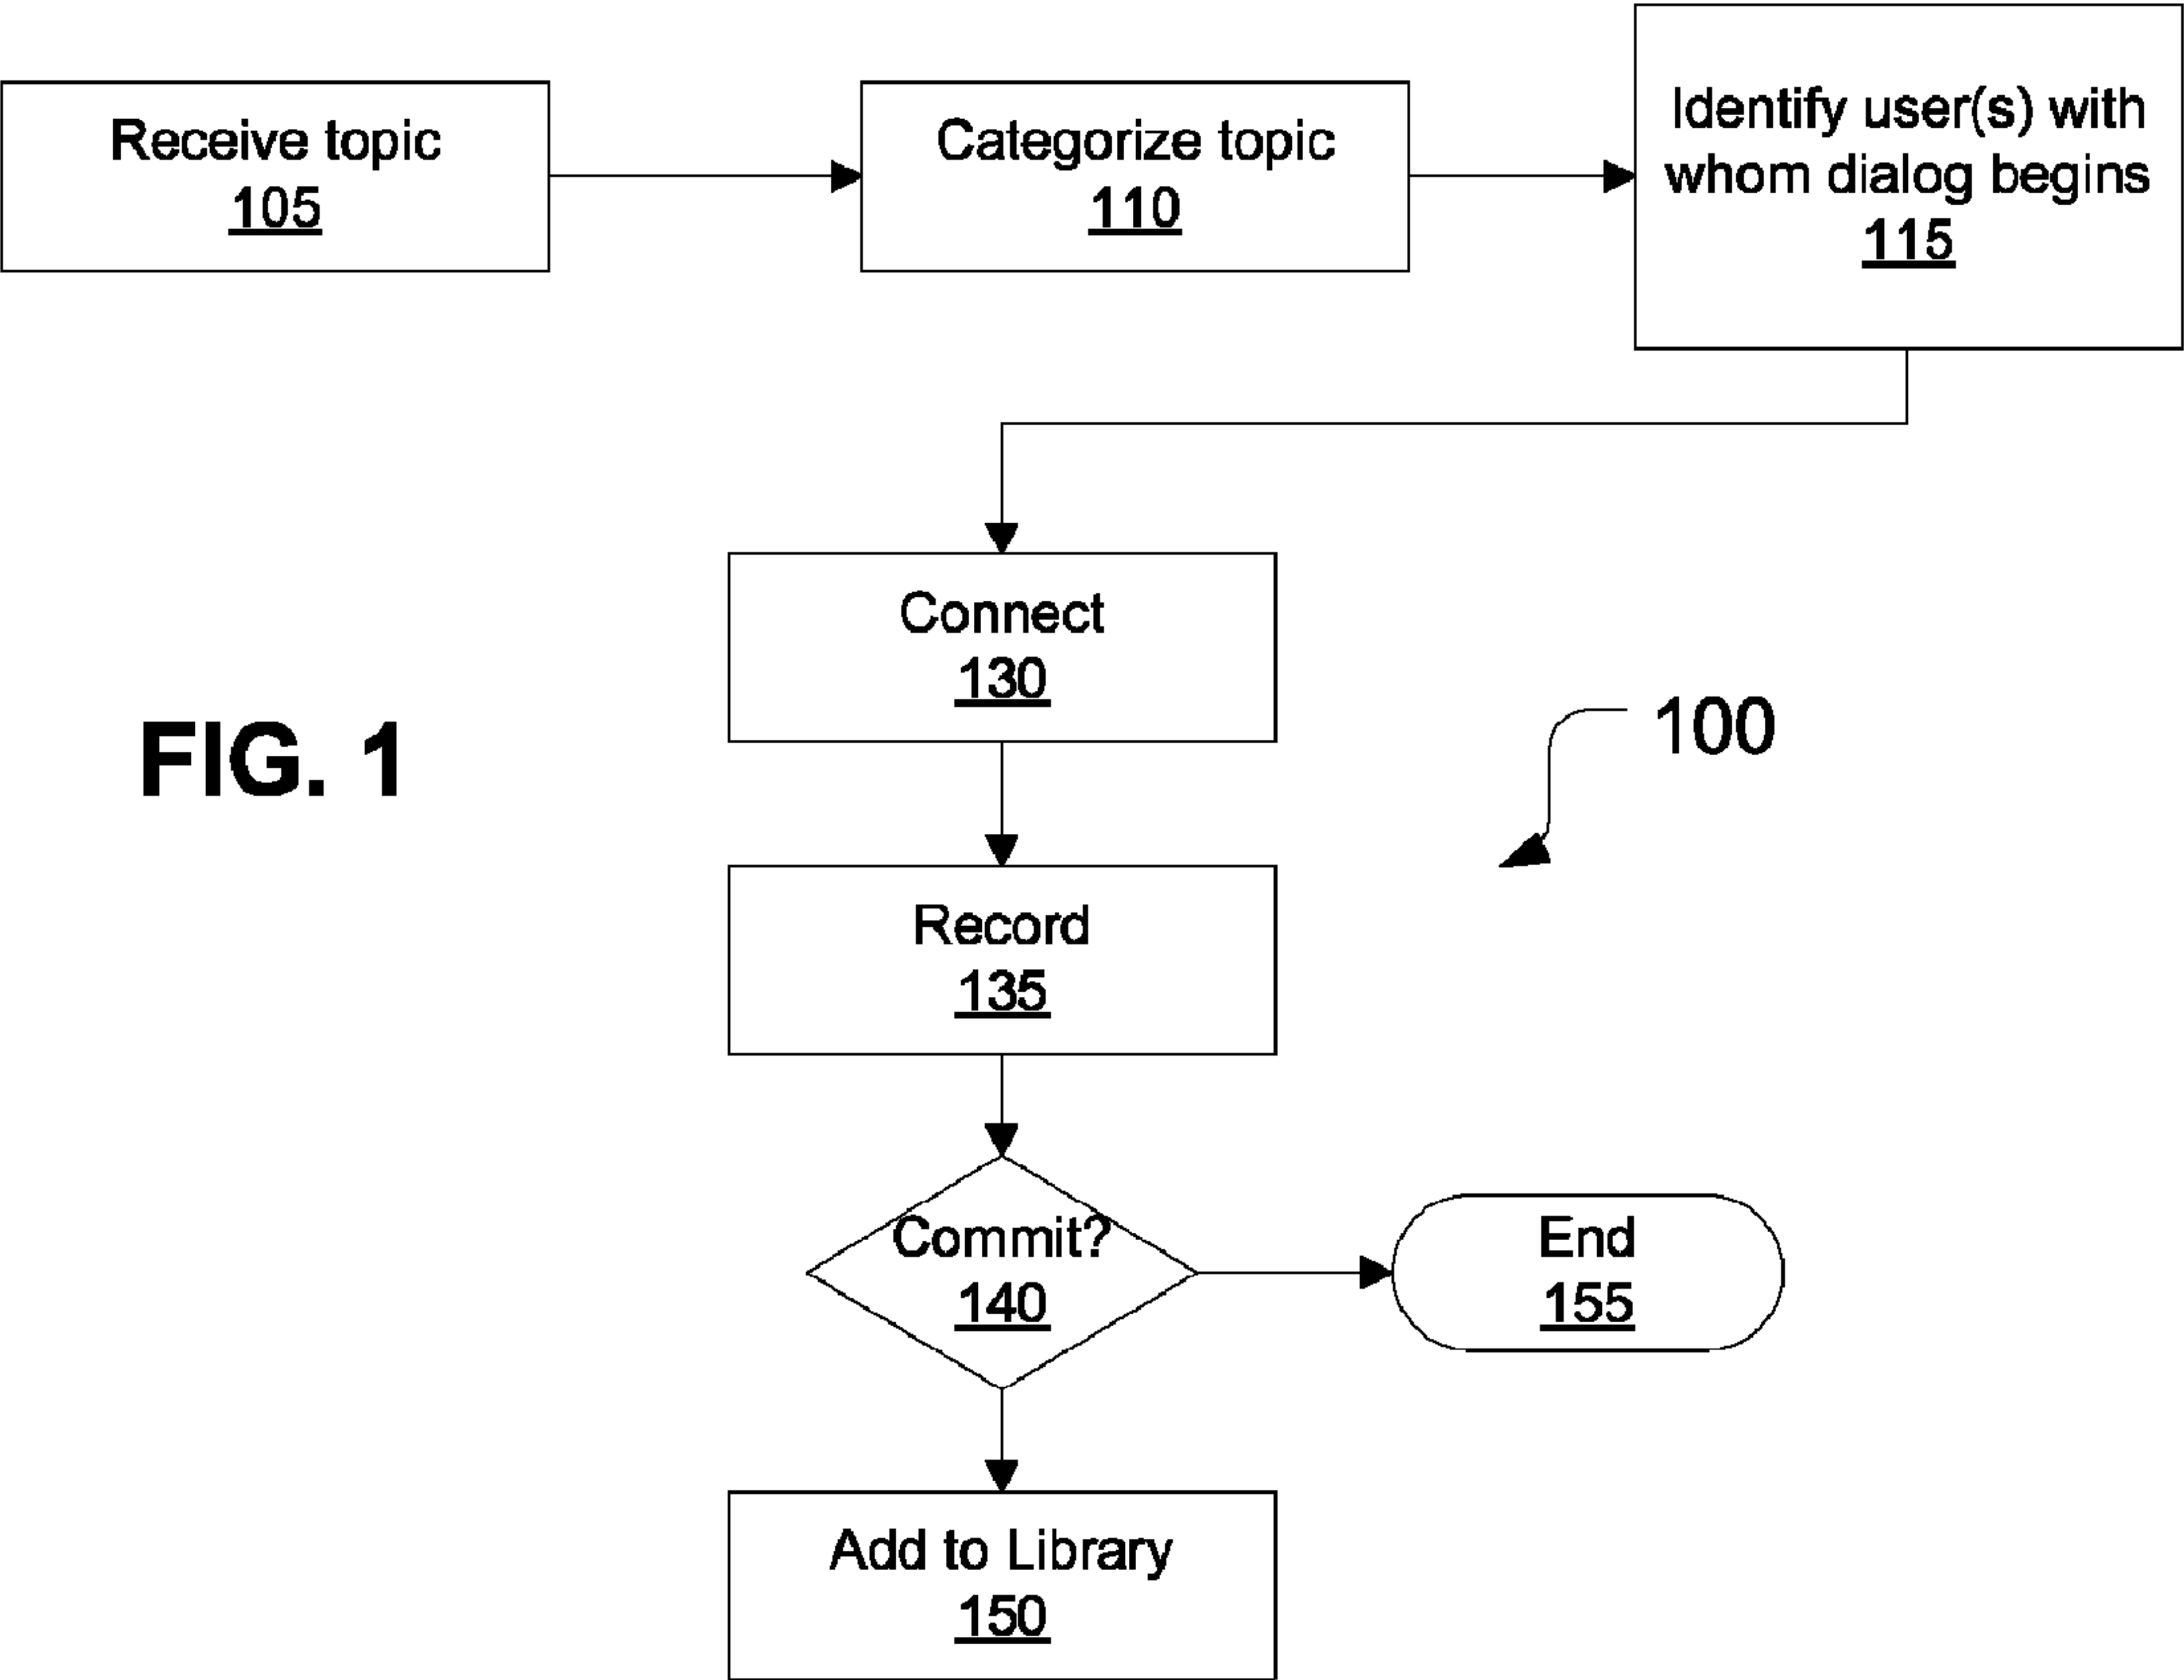 Receive topic
105
Categorize topic
110
Identify user(s) with
whom dialog begins
115
Connect
130
FIG. 1
100
Record
135
Commit?
140
End
155
Add to Library
150